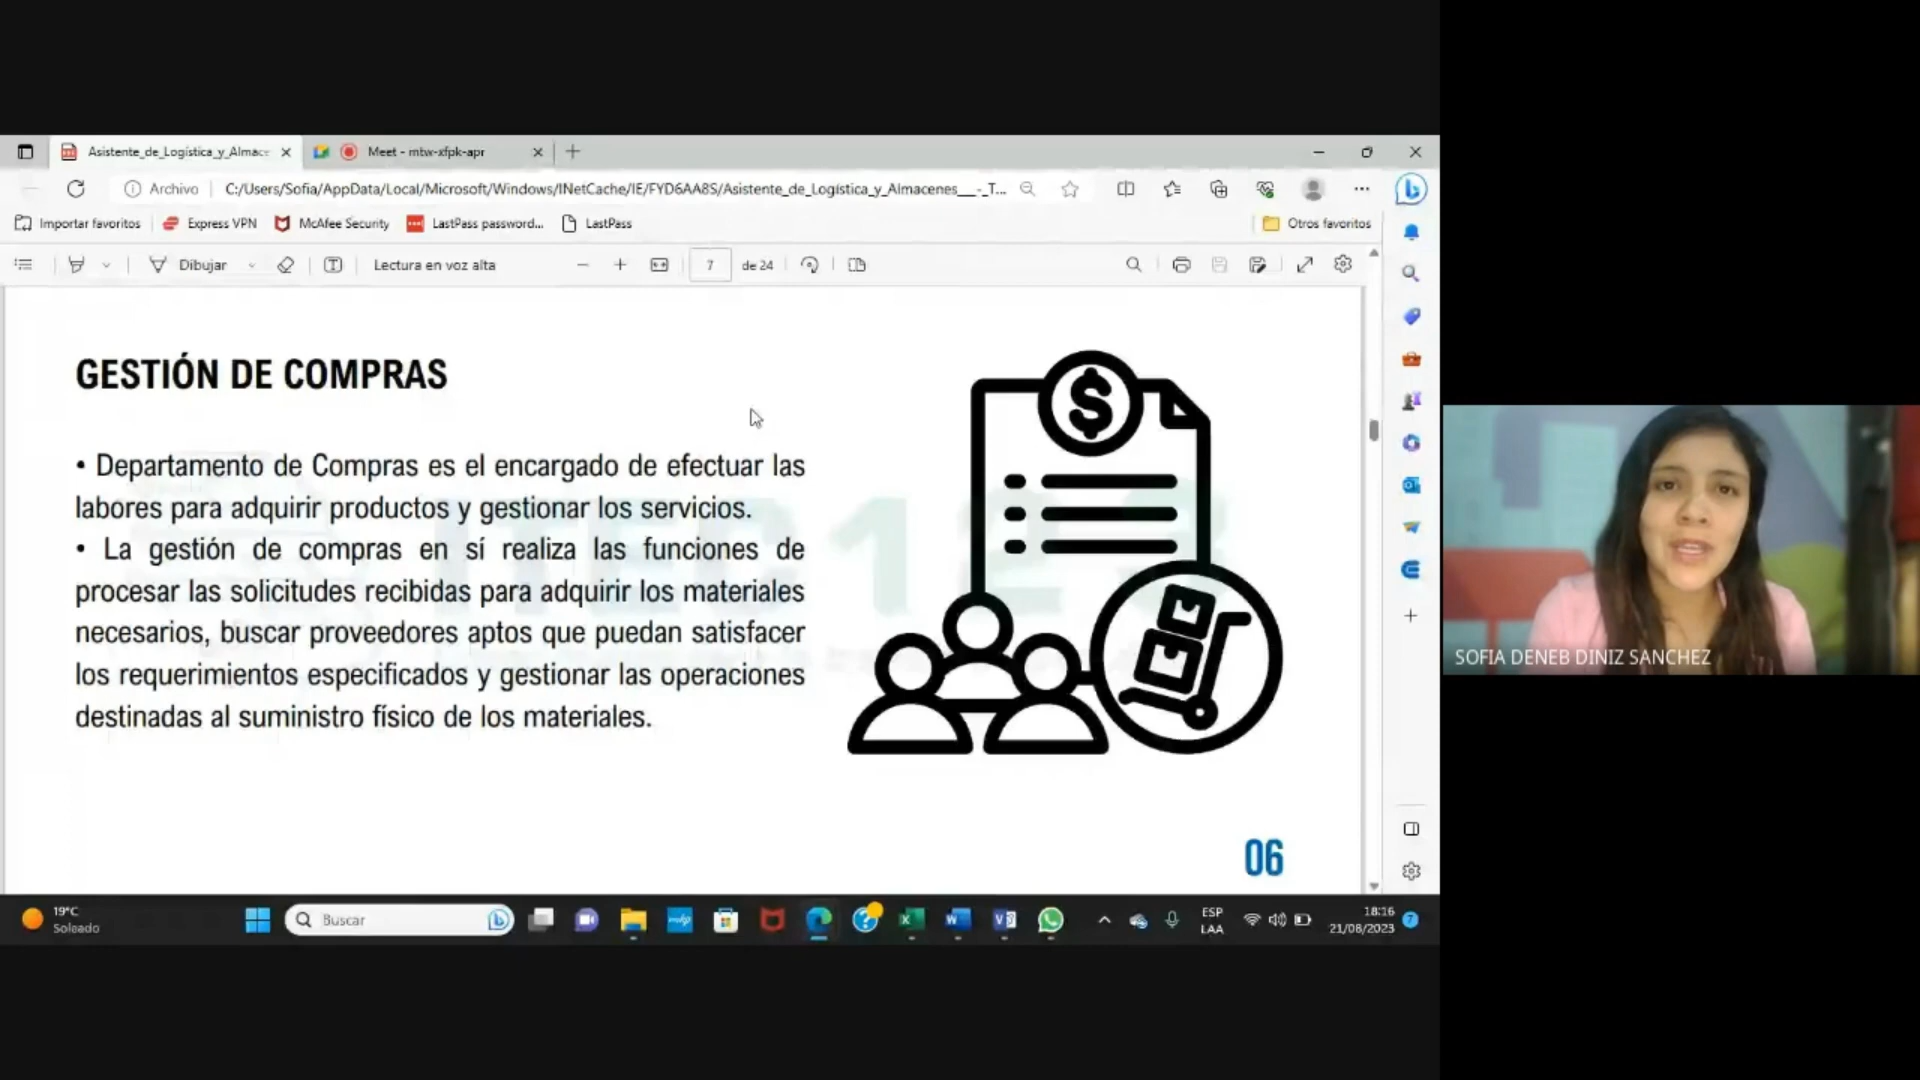 Asistente_de_Logística_y_Almace
Meet - mtw-xfpk-apr
Archivo
C:/Users/Sofia/AppData/Local/Microsoft/Windows/INetCache/IE/FYD6AA8S/Asistente_de_Logística_y_Almacenes__-_T...
Importar favoritos
Express VPN
McAfee Security
LastPass password...
LastPass
Otros favoritos
Dibujar
Lectura en voz alta
7
de 24
GESTIÓN DE COMPRAS
• Departamento de Compras es el encargado de efectuar las
labores para adquirir productos y gestionar los servicios.
• La gestión de compras en sí realiza las funciones de
procesar las solicitudes recibidas para adquirir los materiales
necesarios, buscar proveedores aptos que puedan satisfacer
los requerimientos especificados y gestionar las operaciones
destinadas al suministro físico de los materiales.
$
06
SOFIA DENEB DINIZ SANCHEZ
19°C
Soleado
Buscar
ESP
LAA
18:16
21/08/2023
7